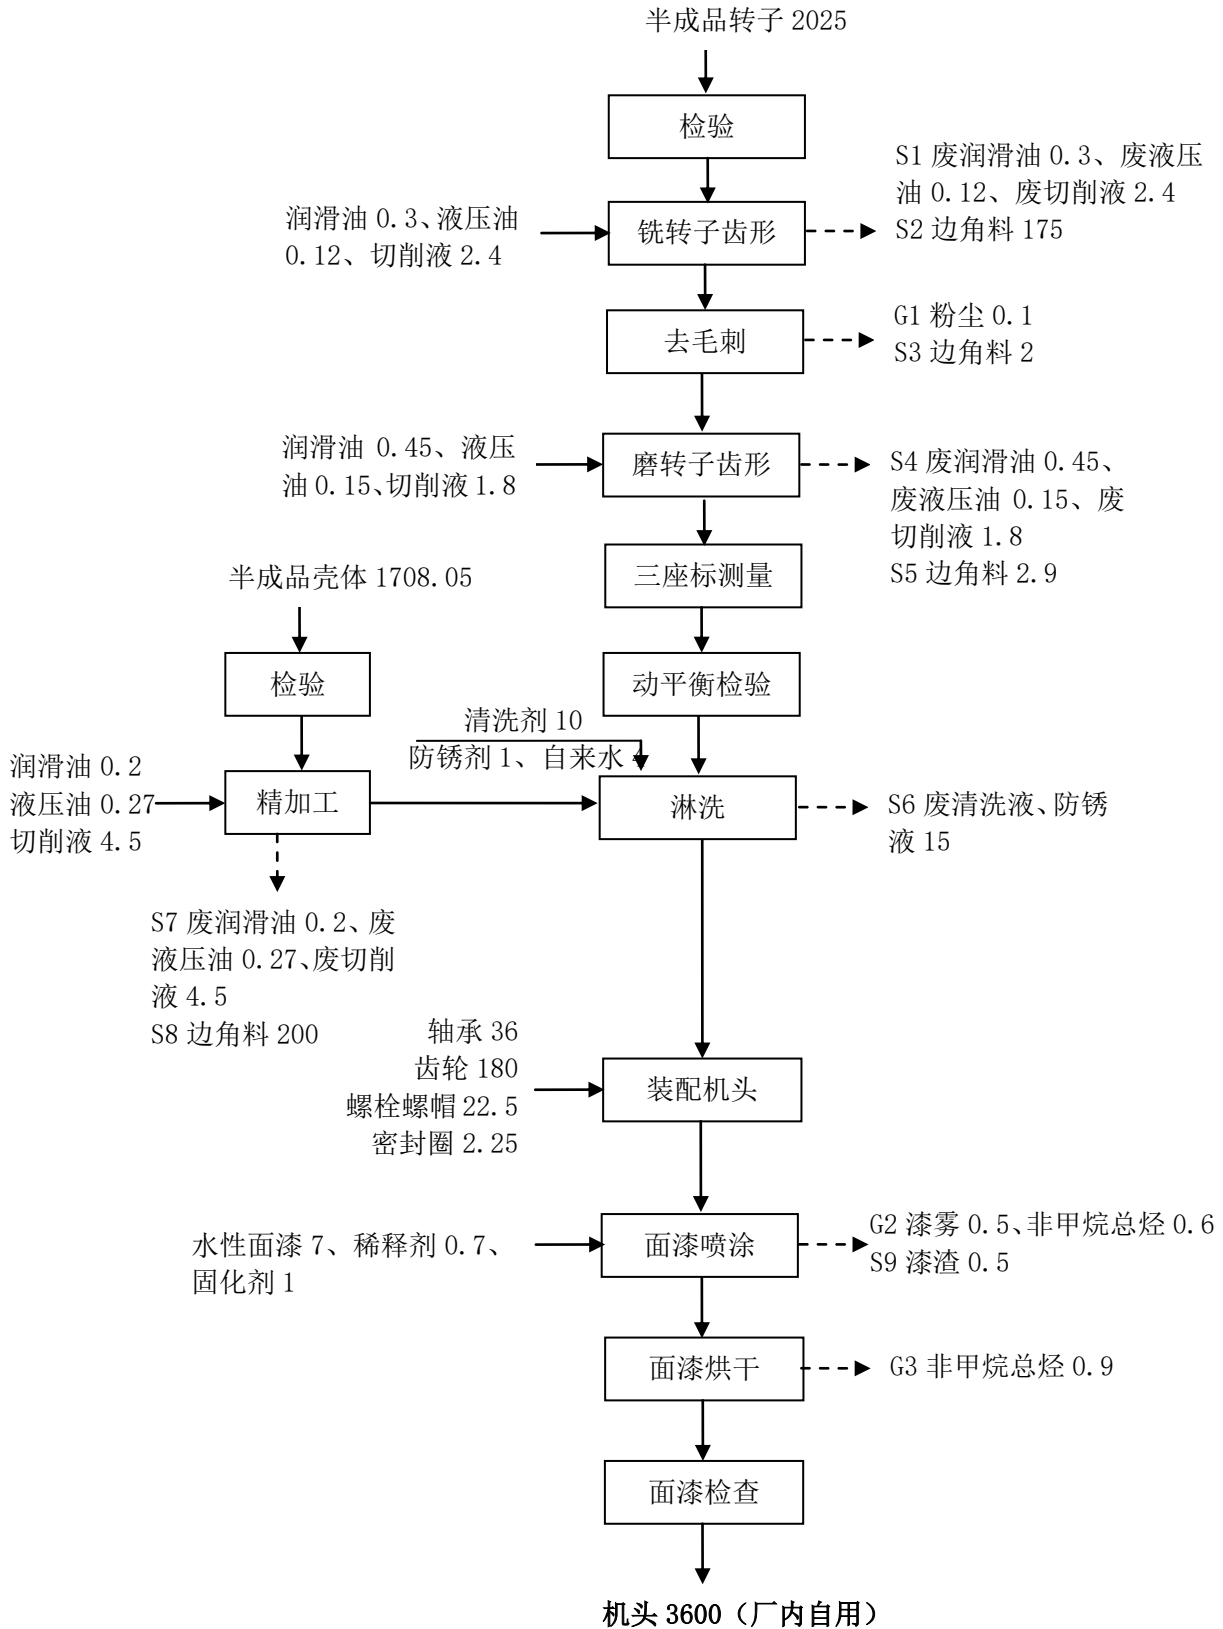 半成品转子 2025
检验
S1 废润滑油 0.3、废液压
油 0.12、废切削液 2.4
S2 边角料 175
润滑油 0.3、液压油
0.12、切削液 2.4
铣转子齿形
G1 粉尘 0.1
S3 边角料 2
去毛刺
润滑油 0.45、液压
油 0.15、切削液 1.8
磨转子齿形
S4 废润滑油 0.45、
废液压油 0.15、废
切削液 1.8
S5 边角料 2.9
三座标测量
半成品壳体 1708.05
检验
动平衡检验
清洗剂 10
防锈剂 1、自来水 4
润滑油 0.2
液压油 0.27
切削液 4.5
精加工
淋洗
S6 废清洗液、防锈
液 15
S7 废润滑油 0.2、废
液压油 0.27、废切削
液 4.5
S8 边角料 200
轴承 36
齿轮 180
螺栓螺帽 22.5
密封圈 2.25
装配机头
水性面漆 7、稀释剂 0.7、
固化剂 1
面漆喷涂
G2 漆雾 0.5、非甲烷总烃 0.6
S9 漆渣 0.5
面漆烘干
G3 非甲烷总烃 0.9
面漆检查
机头 3600（厂内自用）